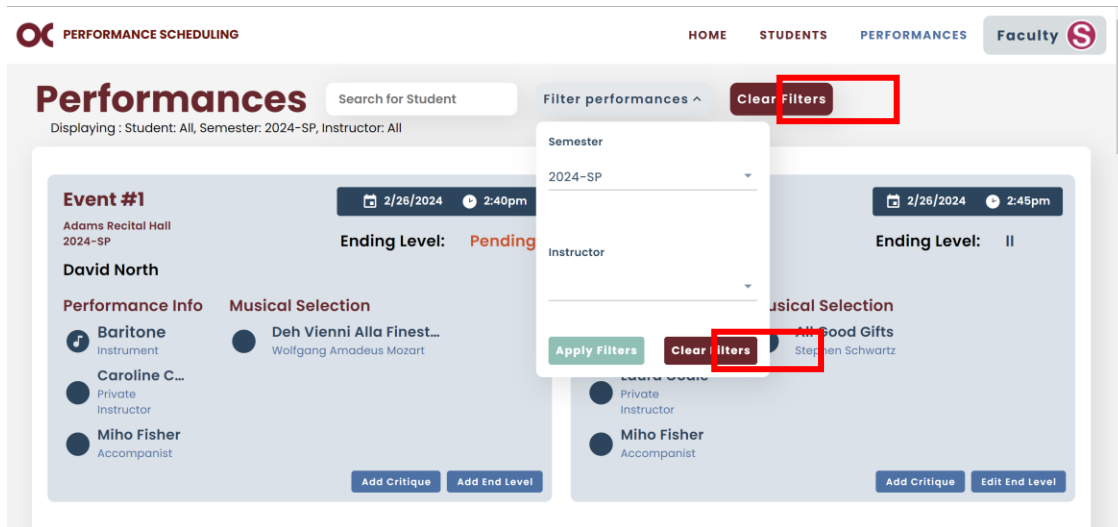 OC PERFORMANCE SCHEDULING
HOME STUDENTS PERFORMANCES Faculty S
Performances
Search for Student
Filter performances
Clear Filters
Displaying : Student: All, Semester: 2024-SP, Instructor: All
Semester
2024-SP
Instructor
Apply Filters Clear Filters
Event #1
2/26/2024 2:40pm
Adams Recital Hall
2024-SP
Ending Level: Pending
David North
Performance Info Musical Selection
Baritone
Instrument
Deh Vienni Alla Finest...
Wolfgang Amadeus Mozart
Caroline C...
Private
Instructor
Miho Fisher
Accompanist
Add Critique Add End Level
2/26/2024 2:45pm
Ending Level: II
usical Selection
All Good Gifts
Stephen Schwartz
Private
Instructor
Miho Fisher
Accompanist
Add Critique Edit End Level